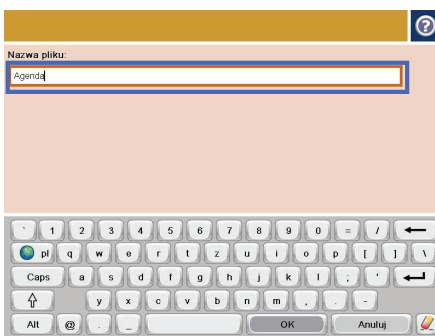 ?
Nazwa pliku:
Agenda
` 1 2 3 4 5 6 7 8 9 0 = /
pl q w e r t z u i o p [ ] \
Caps a s d f g h j k l ; '
y x c v b n m , . -
Alt @ . _ OK Anuluj